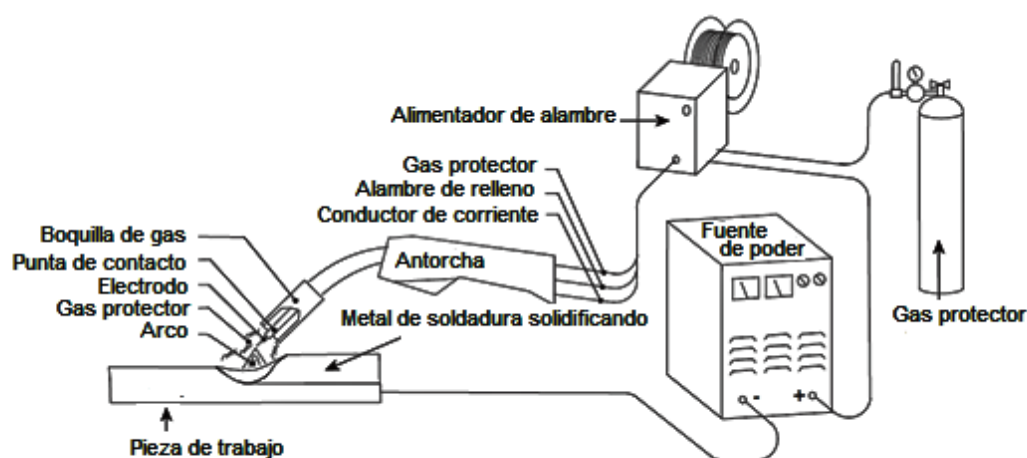 Alimentador de alambre
Gas protector
Alambre de relleno
Conductor de corriente
Boquilla de gas
Punta de contacto
Electrodo
Gas protector
Arco
Antorcha
Metal de soldadura solidificando
Pieza de trabajo
Fuente
de poder
- +
Gas protector